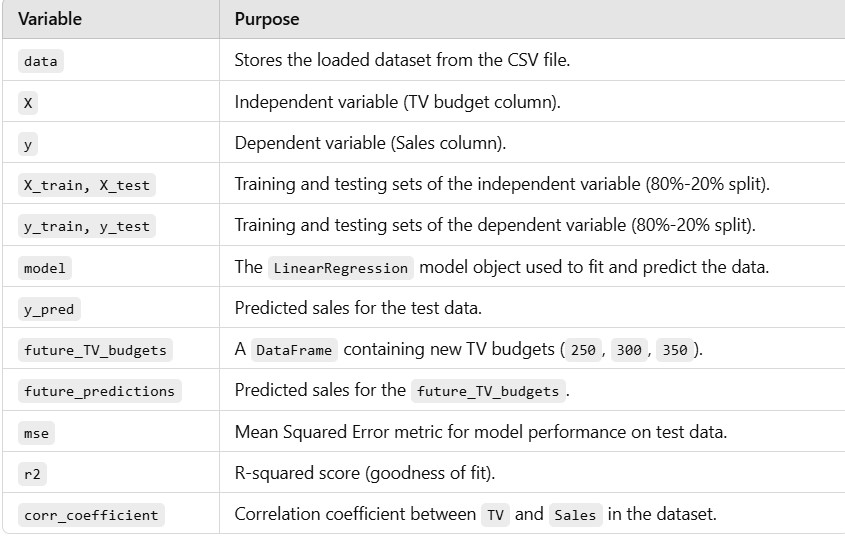 Variable Purpose
data Stores the loaded dataset from the CSV file.
X Independent variable (TV budget column).
y Dependent variable (Sales column).
X_train, X_test Training and testing sets of the independent variable (80%-20% split).
y_train, y_test Training and testing sets of the dependent variable (80%-20% split).
model The LinearRegression model object used to fit and predict the data.
y_pred Predicted sales for the test data.
future_TV_budgets A DataFrame containing new TV budgets ( 250 , 300 , 350 ).
future_predictions Predicted sales for the future_TV_budgets .
mse Mean Squared Error metric for model performance on test data.
r2 R-squared score (goodness of fit).
corr_coefficient Correlation coefficient between TV and Sales in the dataset.